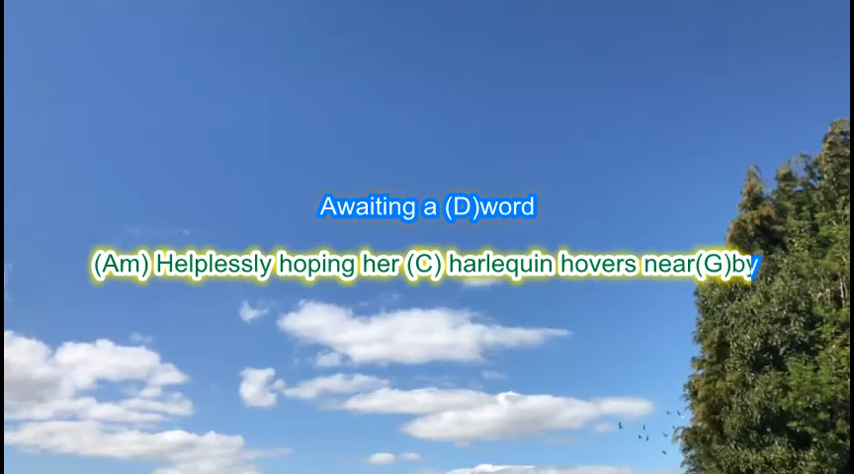 Awaiting a (D)word
(Am) Helplessly hoping her (C) harlequin hovers near(G)by